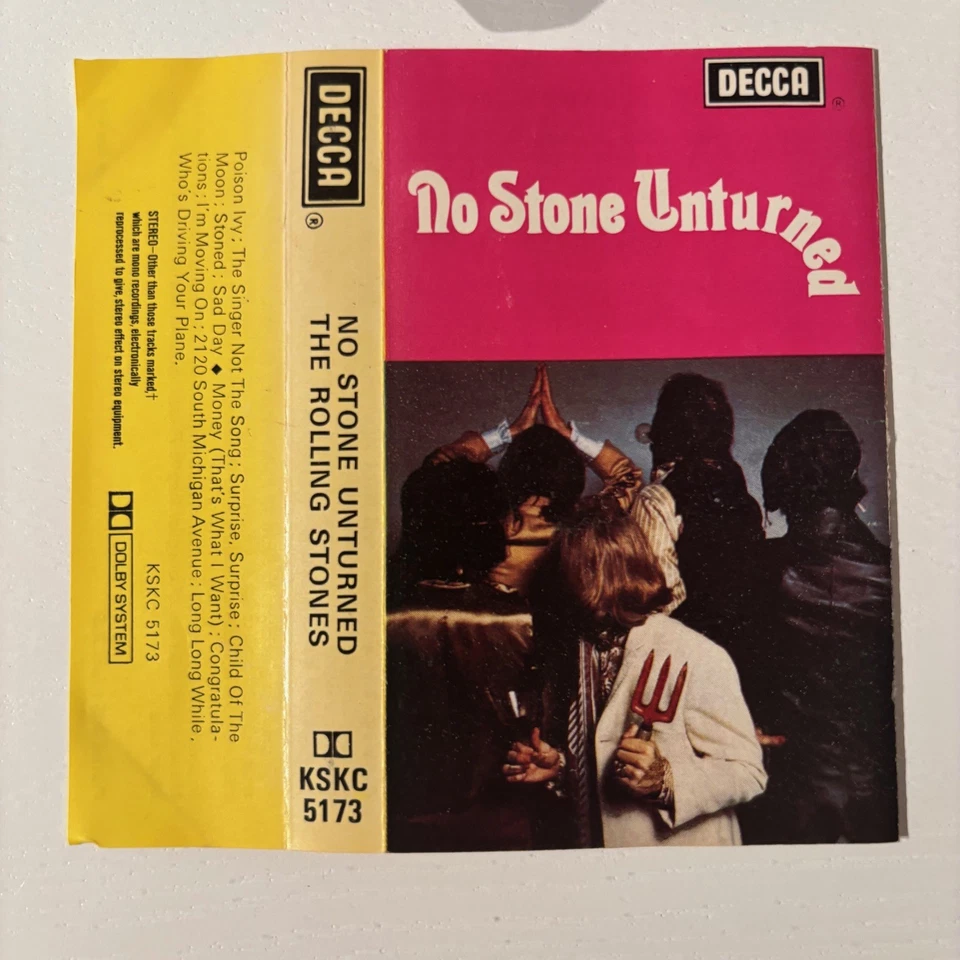 DECCA
®
No Stone Unturned
DECCA
®
NO STONE UNTURNED
THE ROLLING STONES
KSKC
5173
Poison Ivy; The Singer Not The Song; Surprise, Surprise; Child Of The
Moon; Stoned; Sad Day ◆ Money (That's What I Want); Congratula-
tions; I'm Moving On; 2120 South Michigan Avenue; Long Long While,
Who's Driving Your Plane.
STEREO—Other than those tracks marked,†
which are mono recordings, electronically
reprocessed to give, stereo effect on stereo equipment.
KSKC 5173
DOLBY SYSTEM